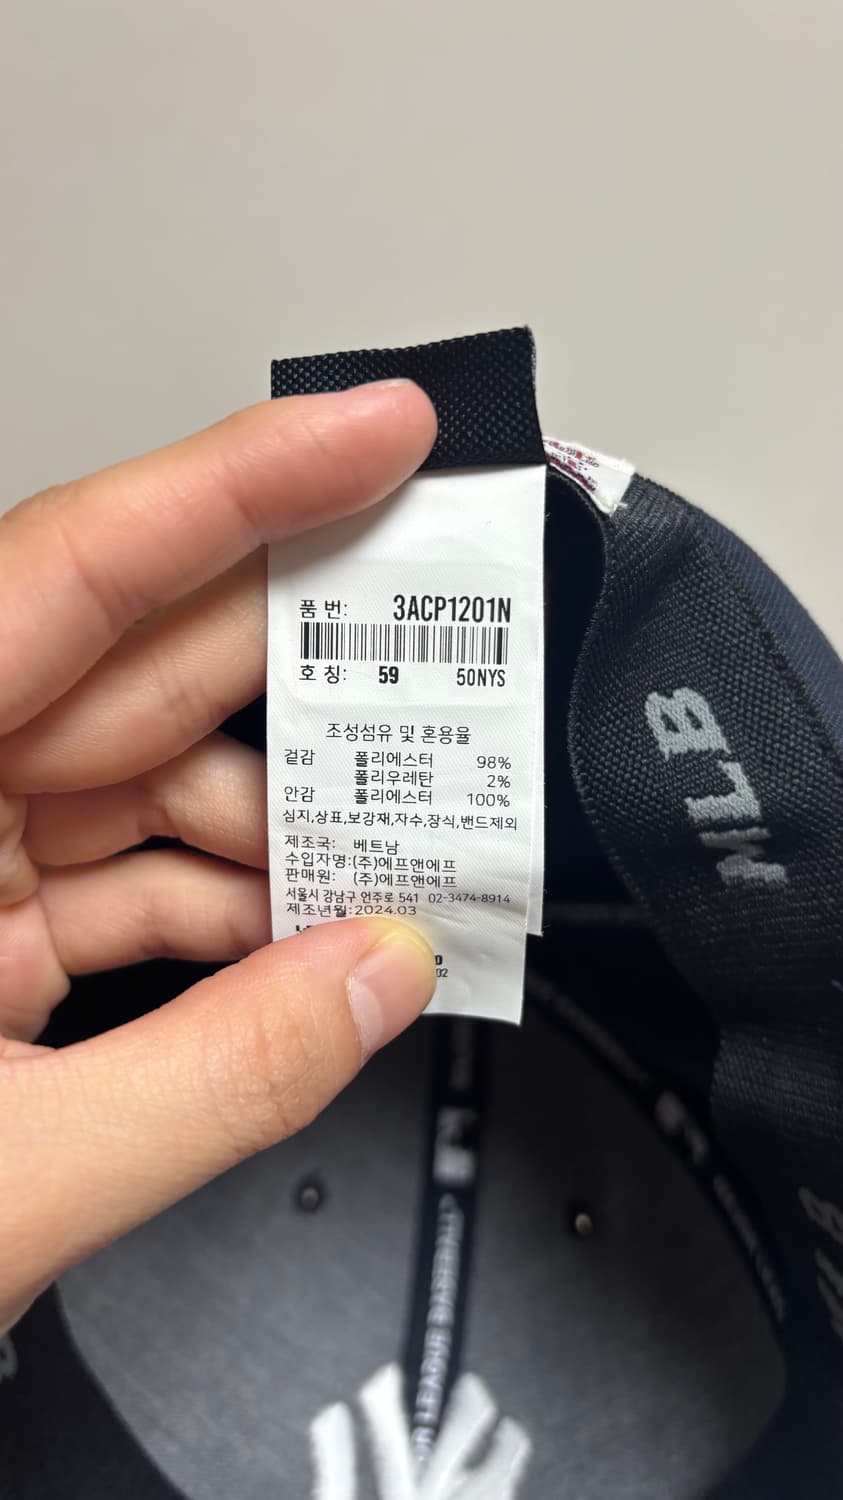 품 번: 3ACP1201N
호 칭: 59 50NYS
조성섬유 및 혼용율
겉감 폴리에스터 98%
폴리우레탄 2%
안감 폴리에스터 100%
심지,상표,보강재,자수,장식,밴드제외
제조국: 베트남
수입자명:(주)에프앤에프
판매원: (주)에프앤에프
서울시 강남구 언주로 541 02-3474-8914
제조년월:2024.03
02
MLB